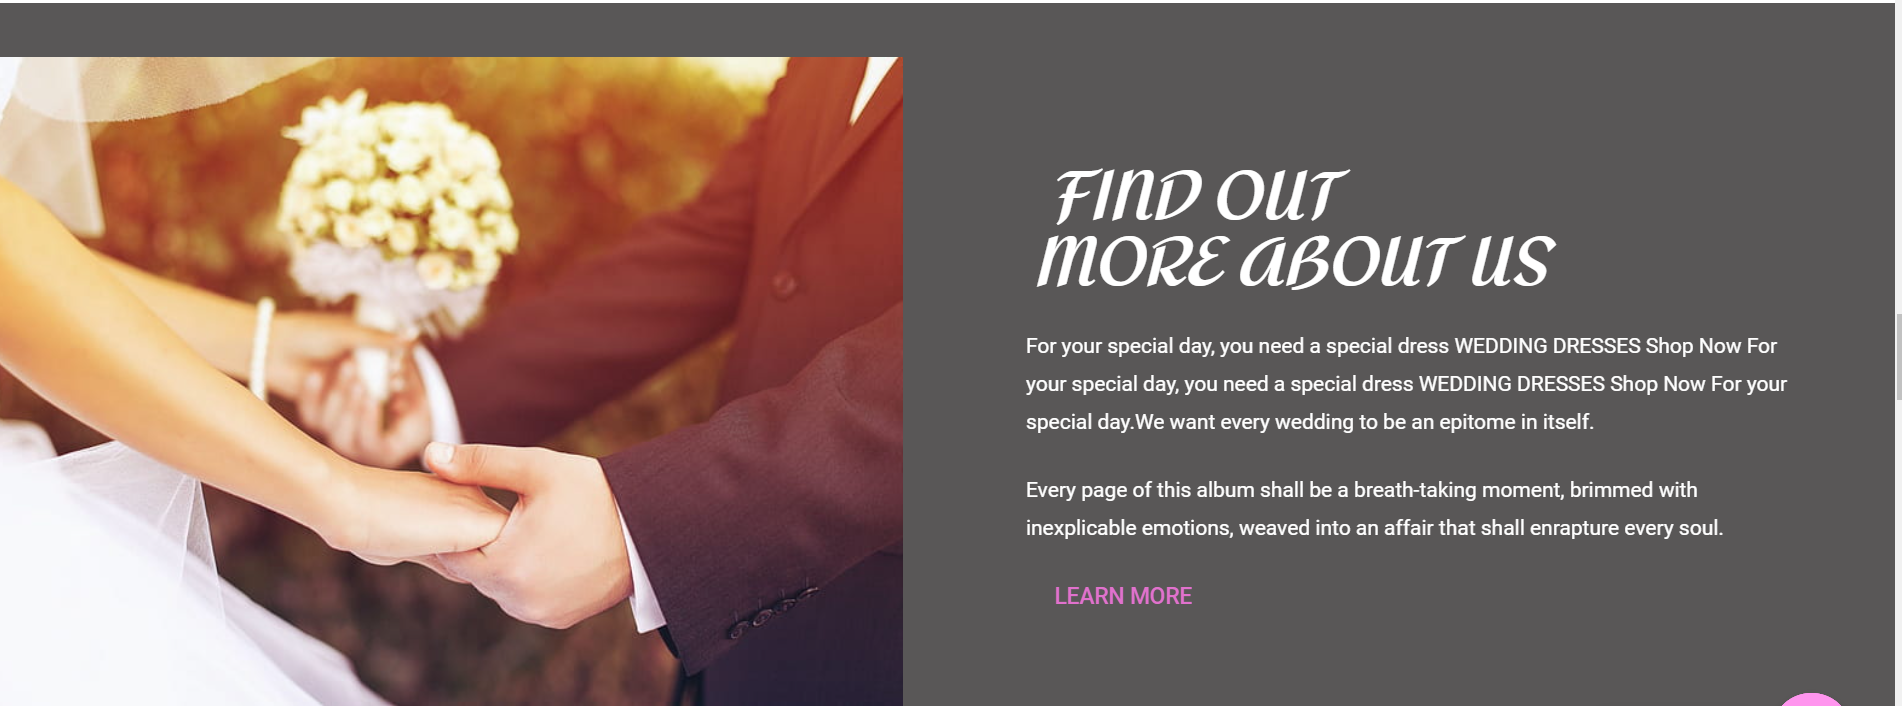 FIND OUT
MORE ABOUT US
For your special day, you need a special dress WEDDING DRESSES Shop Now For
your special day, you need a special dress WEDDING DRESSES Shop Now For your
special day.We want every wedding to be an epitome in itself.
Every page of this album shall be a breath-taking moment, brimmed with
inexplicable emotions, weaved into an affair that shall enrapture every soul.
LEARN MORE